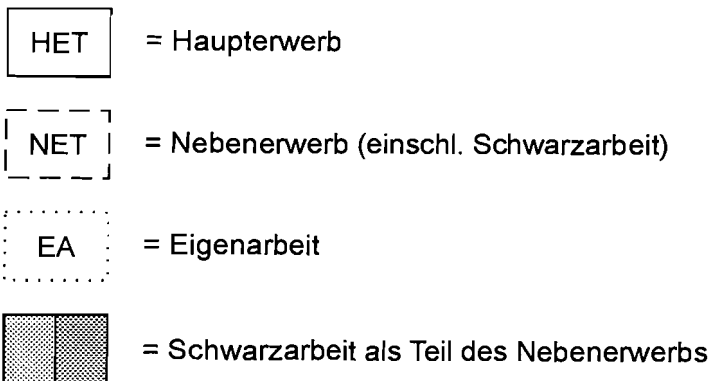 HET = Haupterwerb
NET = Nebenerwerb (einschl. Schwarzarbeit)
EA = Eigenarbeit
= Schwarzarbeit als Teil des Nebenerwerbs